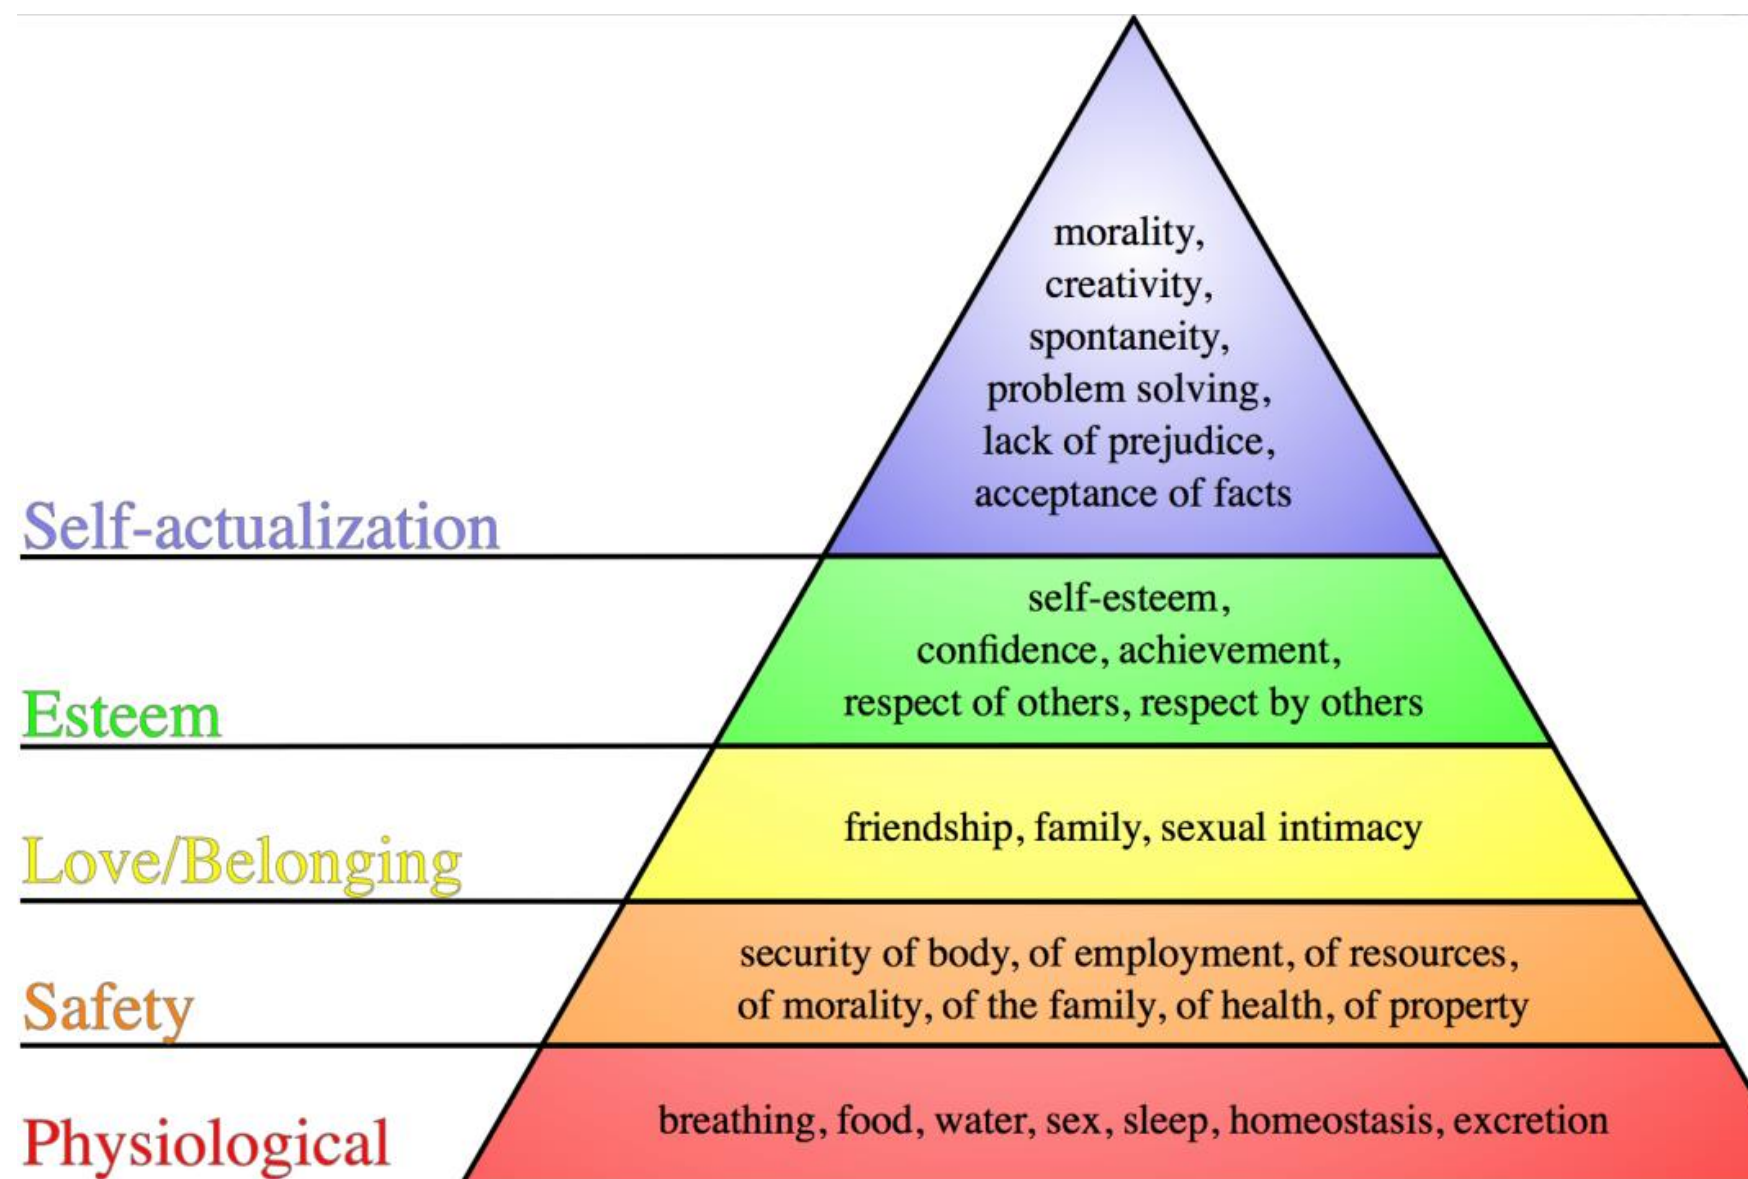 morality,
creativity,
spontaneity,
problem solving,
lack of prejudice,
acceptance of facts
Self-actualization
self-esteem,
confidence, achievement,
respect of others, respect by others
Esteem
friendship, family, sexual intimacy
Love/Belonging
security of body, of employment, of resources,
of morality, of the family, of health, of property
Safety
breathing, food, water, sex, sleep, homeostasis, excretion
Physiological